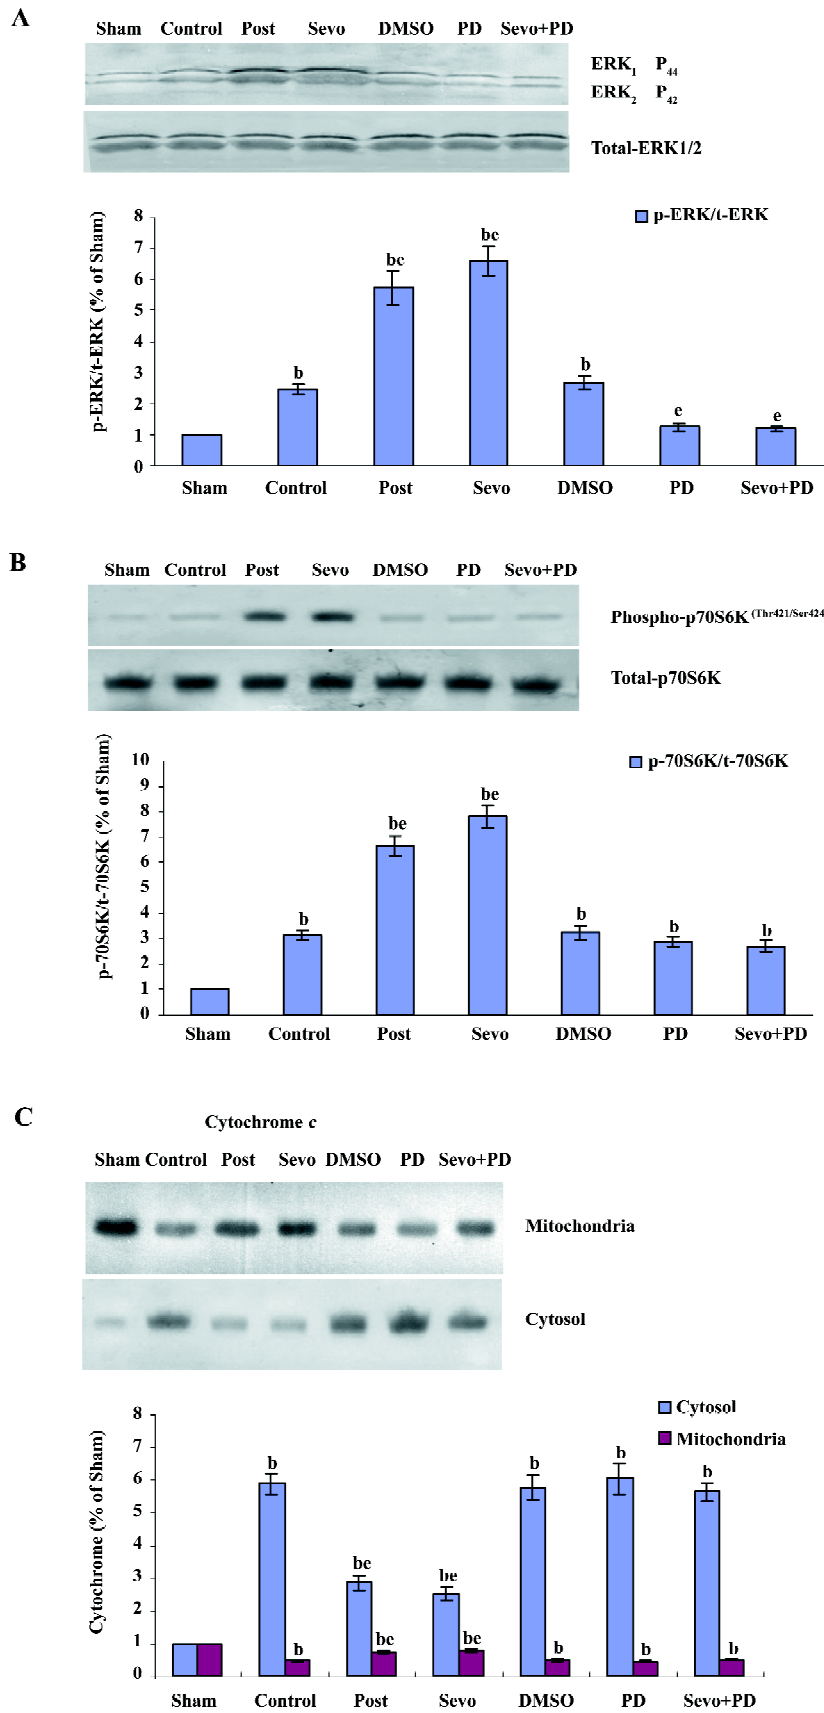 A
Sham Control Post Sevo DMSO PD Sevo+PD
ERK1 P44
ERK2 P42
Total-ERK1/2
p-ERK/t-ERK (% of Sham)
8
7
6
5
4
3
2
1
0
p-ERK/t-ERK
b
be
be
b
e
e
Sham Control Post Sevo DMSO PD Sevo+PD
B
Sham Control Post Sevo DMSO PD Sevo+PD
Phospho-p70S6K (Thr421/Ser424
Total-p70S6K
p-70S6K/t-70S6K (% of Sham)
10
9
8
7
6
5
4
3
2
1
0
p-70S6K/t-70S6K
b
be
be
b
b
b
Sham Control Post Sevo DMSO PD Sevo+PD
C
Cytochrome c
Sham Control Post Sevo DMSO PD Sevo+PD
Mitochondria
Cytosol
Cytochrome (% of Sham)
8
7
6
5
4
3
2
1
0
Cytosol
Mitochondria
b
b
be
be
be
be
b
b
b
b
b
b
Sham Control Post Sevo DMSO PD Sevo+PD